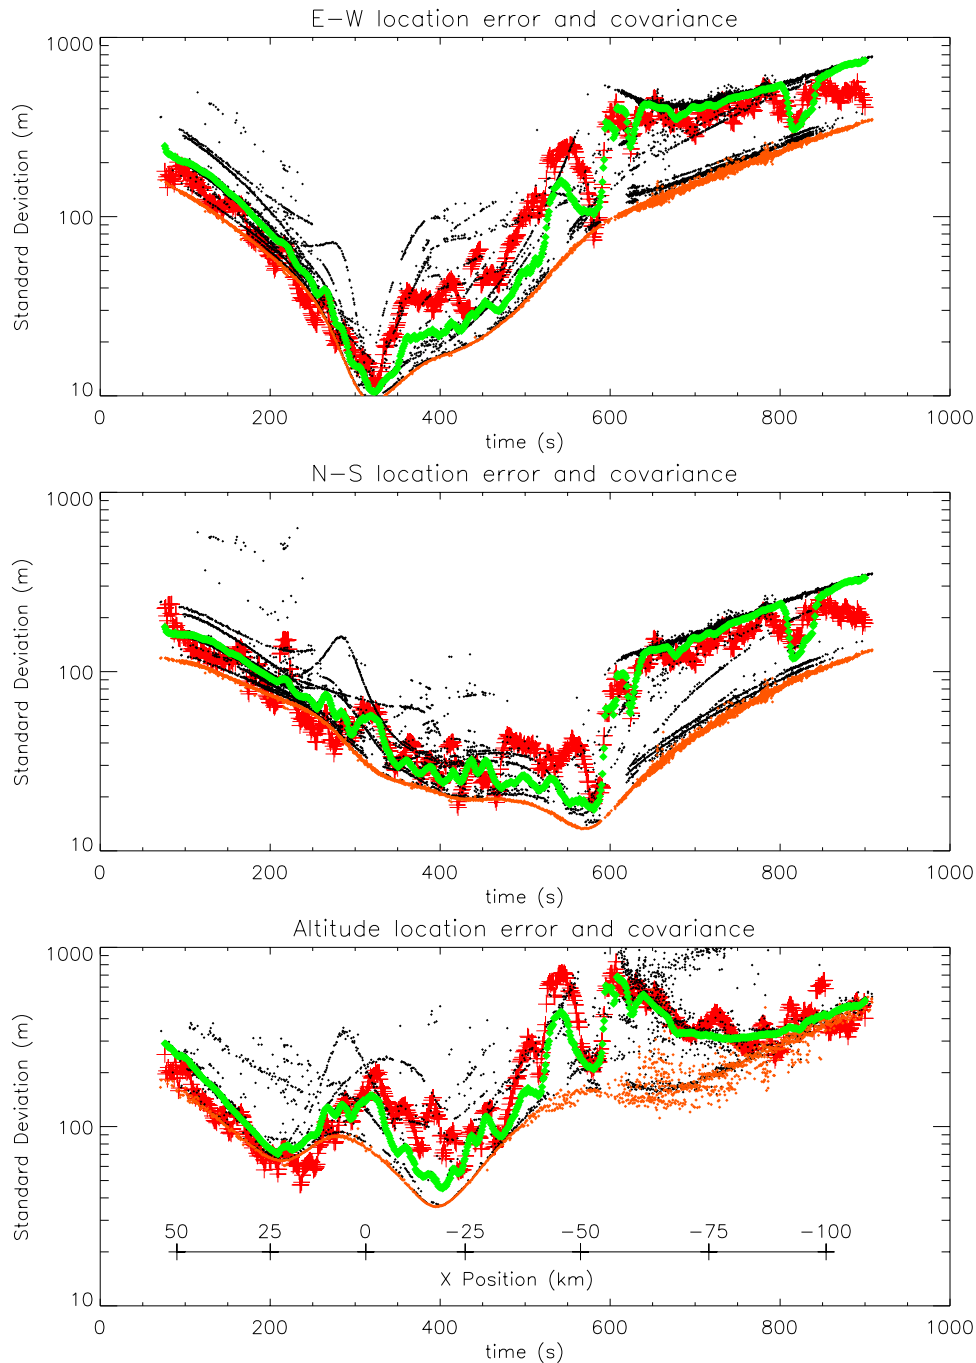 E-W location error and covariance
1000
100
10
Standard Deviation (m)
0 200 400 600 800 1000
time (s)
N-S location error and covariance
1000
100
10
Standard Deviation (m)
0 200 400 600 800 1000
time (s)
Altitude location error and covariance
1000
100
10
Standard Deviation (m)
50 25 0 -25 -50 -75 -100
X Position (km)
0 200 400 600 800 1000
time (s)